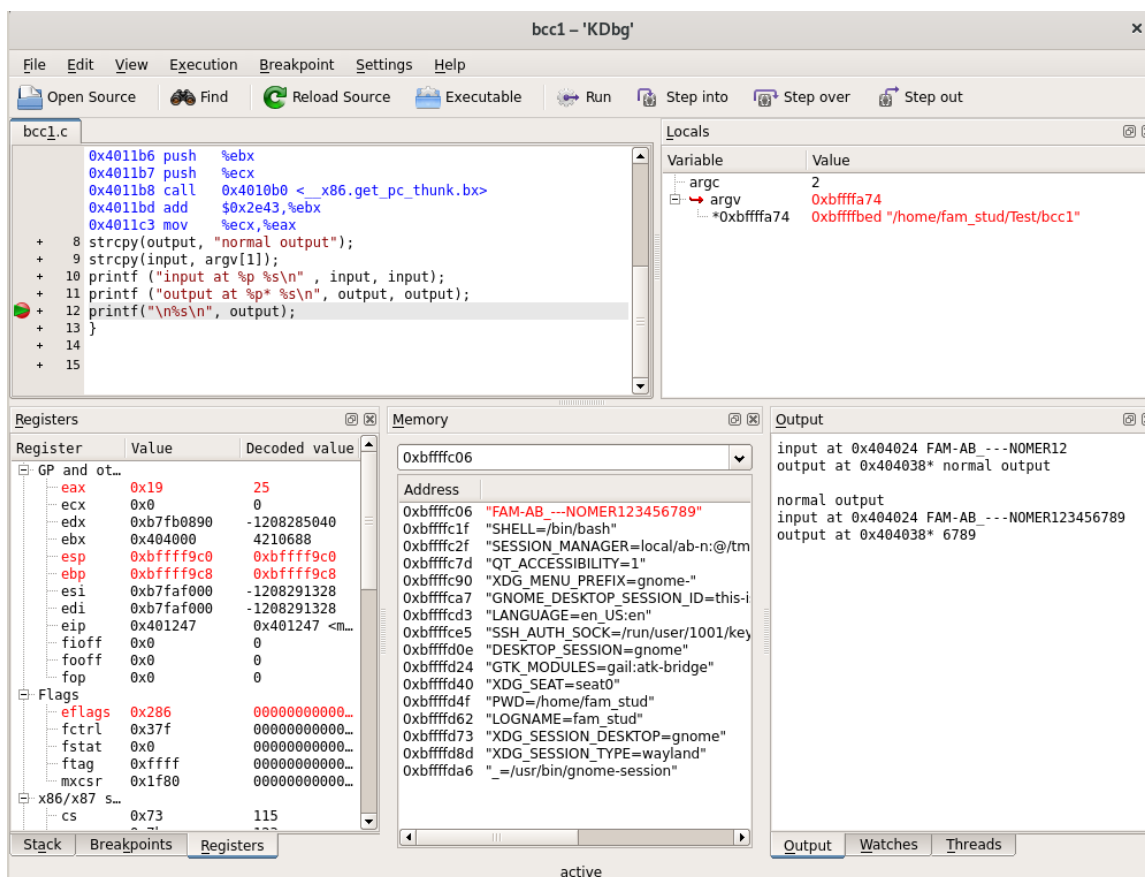 bcc1 – 'KDbg'
File Edit View Execution Breakpoint Settings Help
Open Source Find Reload Source Executable Run Step into Step over Step out
bcc1.c
0x4011b6 push %ebx
0x4011b7 push %ecx
0x4011b8 call 0x4010b0 <__x86.get_pc_thunk.bx>
0x4011bd add $0x2e43,%ebx
0x4011c3 mov %ecx,%eax
+ 8 strcpy(output, "normal output");
+ 9 strcpy(input, argv[1]);
+ 10 printf ("input at %p %s\n" , input, input);
+ 11 printf ("output at %p* %s\n", output, output);
+ 12 printf("\n%s\n", output);
+ 13 }
+ 14
+ 15
Locals
Variable Value
argc 2
argv 0xbffffa74
*0xbffffa74 0xbffffbed "/home/fam_stud/Test/bcc1"
Registers
Register Value Decoded value
GP and ot...
eax 0x19 25
ecx 0x0 0
edx 0xb7fb0890 -1208285040
ebx 0x404000 4210688
esp 0xbffff9c0 0xbffff9c0
ebp 0xbffff9c8 0xbffff9c8
esi 0xb7faf000 -1208291328
edi 0xb7faf000 -1208291328
eip 0x401247 0x401247 <m...
fioff 0x0 0
fooff 0x0 0
fop 0x0 0
Flags
eflags 0x286 00000000000...
fctrl 0x37f 00000000000...
fstat 0x0 00000000000...
ftag 0xffff 00000000000...
mxcsr 0x1f80 00000000000...
x86/x87 s...
cs 0x73 115
Stack Breakpoints Registers
Memory
0xbffffc06
Address
0xbffffc06 "FAM-AB_---NOMER123456789"
0xbffffc1f "SHELL=/bin/bash"
0xbffffc2f "SESSION_MANAGER=local/ab-n:@/tm
0xbffffc7d "QT_ACCESSIBILITY=1"
0xbffffc90 "XDG_MENU_PREFIX=gnome-"
0xbffffca7 "GNOME_DESKTOP_SESSION_ID=this-i
0xbffffcd3 "LANGUAGE=en_US:en"
0xbffffce5 "SSH_AUTH_SOCK=/run/user/1001/key
0xbffffd0e "DESKTOP_SESSION=gnome"
0xbffffd24 "GTK_MODULES=gail:atk-bridge"
0xbffffd40 "XDG_SEAT=seat0"
0xbffffd4f "PWD=/home/fam_stud"
0xbffffd62 "LOGNAME=fam_stud"
0xbffffd73 "XDG_SESSION_DESKTOP=gnome"
0xbffffd8d "XDG_SESSION_TYPE=wayland"
0xbffffda6 "_=/usr/bin/gnome-session"
Output
input at 0x404024 FAM-AB_---NOMER12
output at 0x404038* normal output
normal output
input at 0x404024 FAM-AB_---NOMER123456789
output at 0x404038* 6789
Output Watches Threads
active